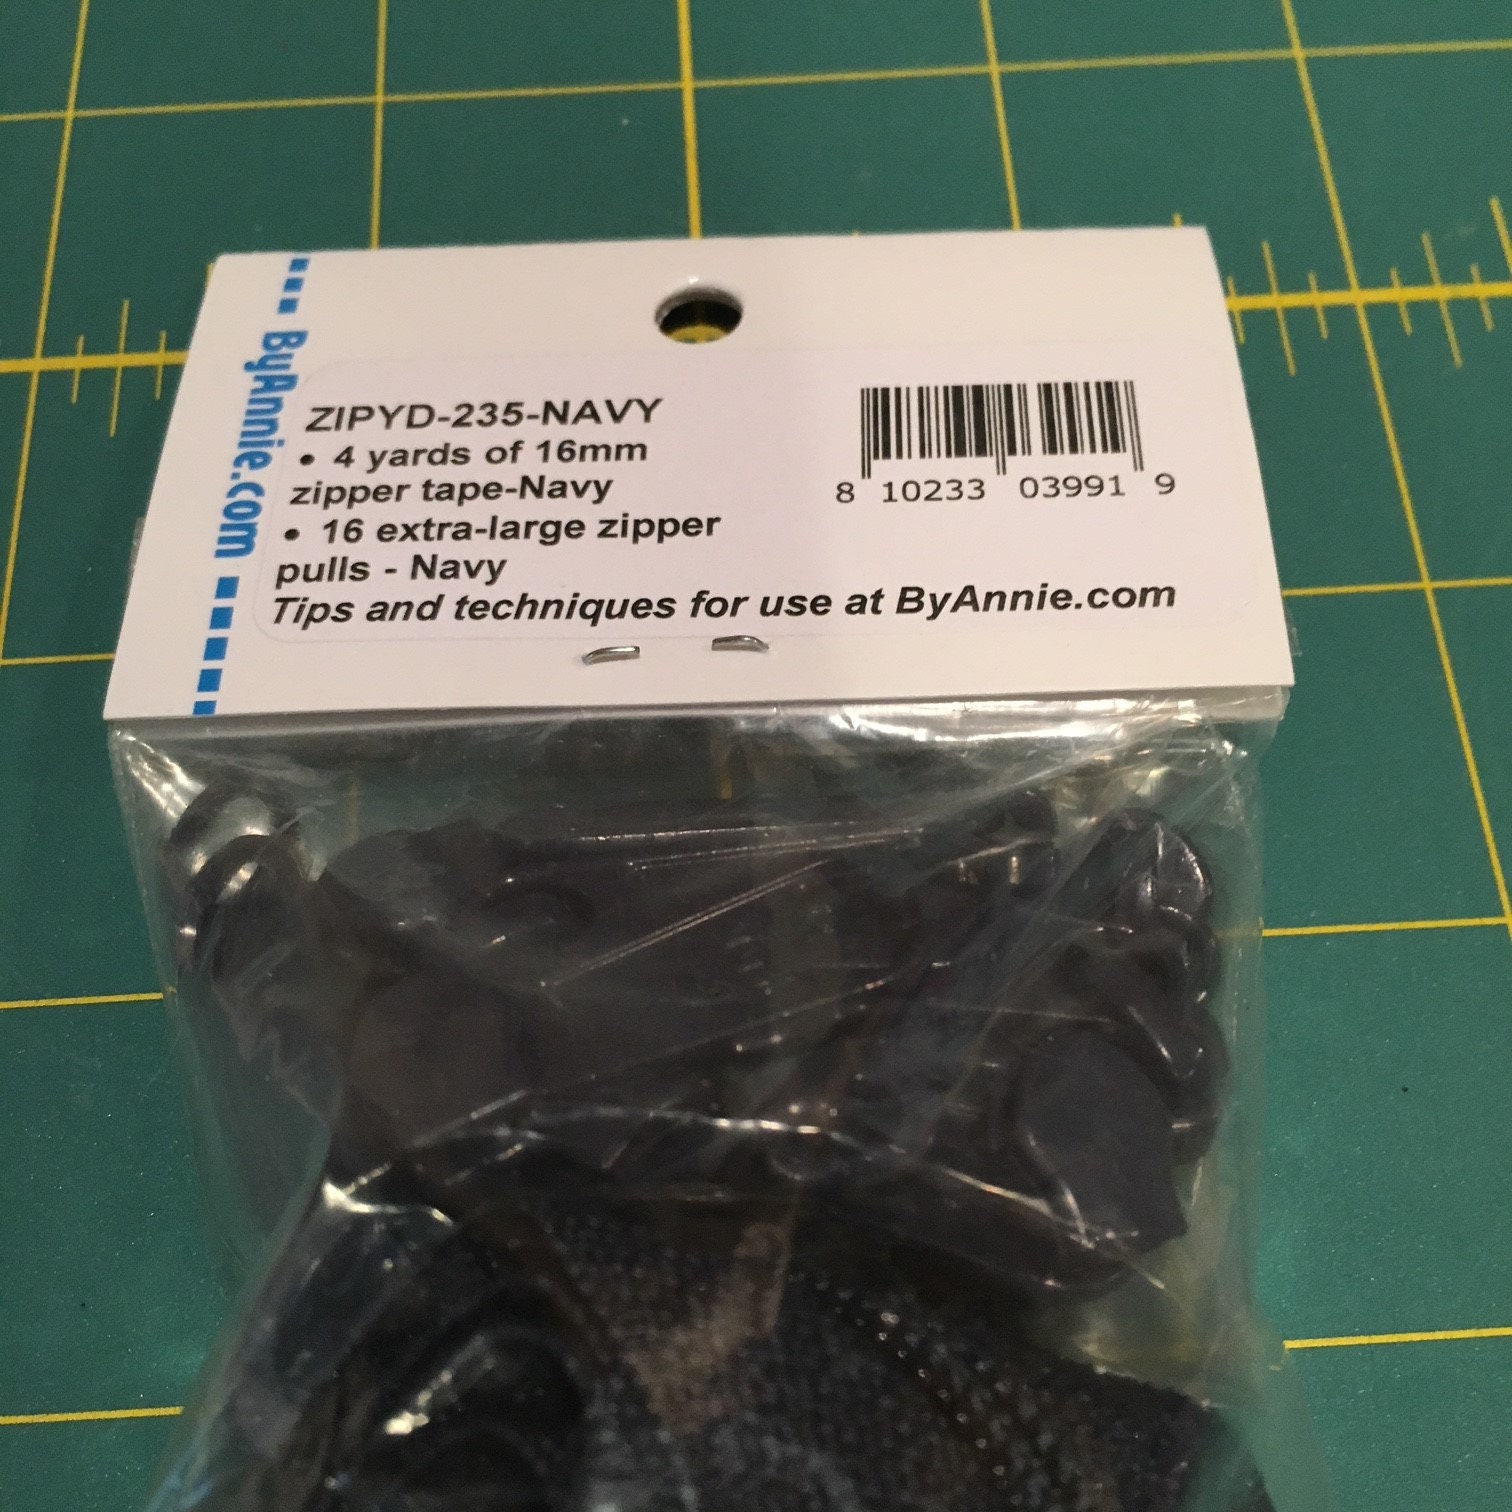 ByAnnie.com
ZIPYD-235-NAVY
• 4 yards of 16mm
zipper tape-Navy
• 16 extra-large zipper
pulls - Navy
Tips and techniques for use at ByAnnie.com
8 10233 03991 9